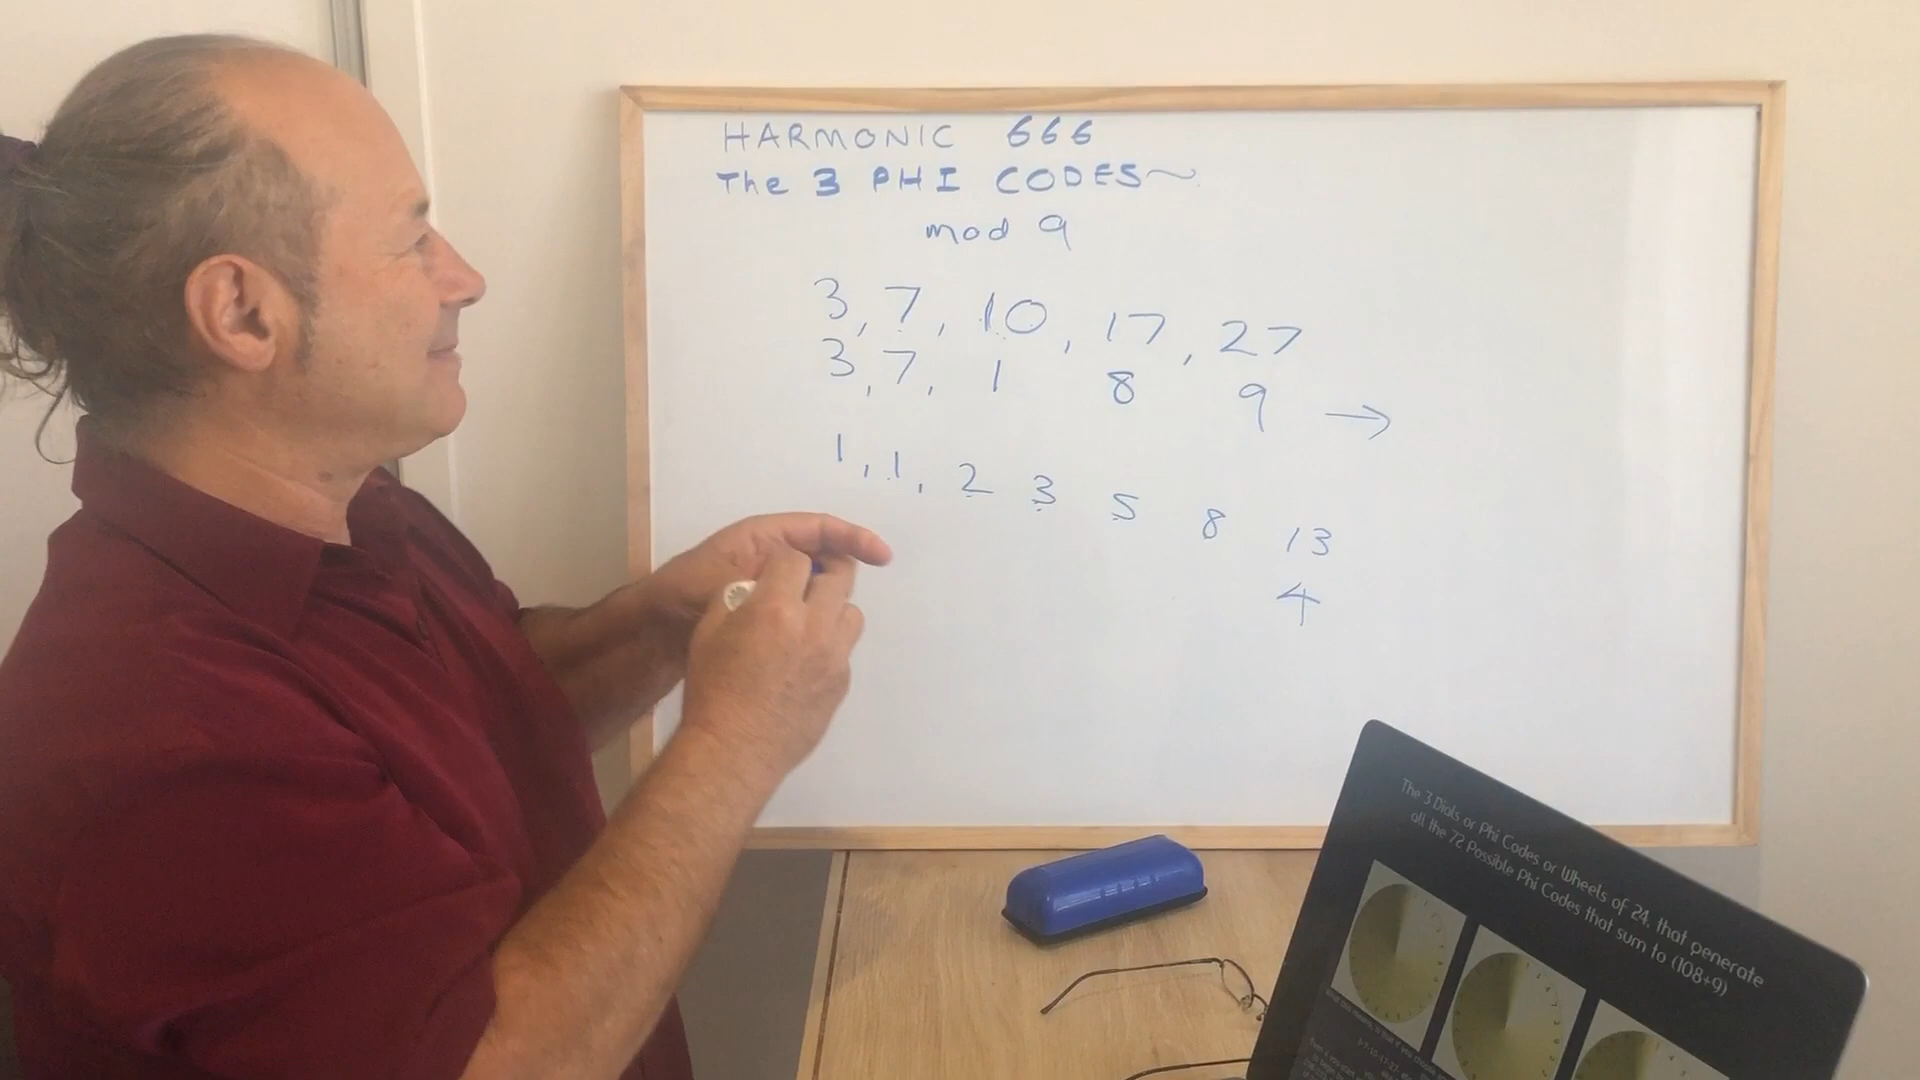 HARMONIC 666
The 3 PHI CODES~
mod 9
3, 7, 10, 17, 27
3, 7, 1 8 9 →
1, 1, 2 3 5 8 13
4
The 3 Dials or Phi Codes or Wheels of 24, that generate
all the 72 Possible Phi Codes that sum to (108+9)